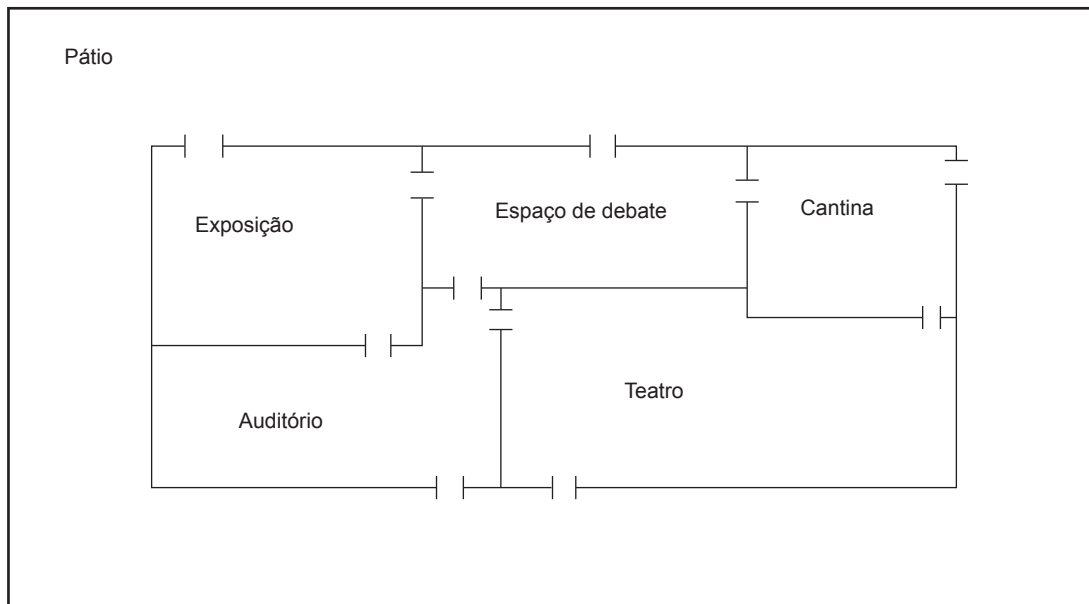 Pátio
Exposição
Espaço de debate
Cantina
Auditório
Teatro